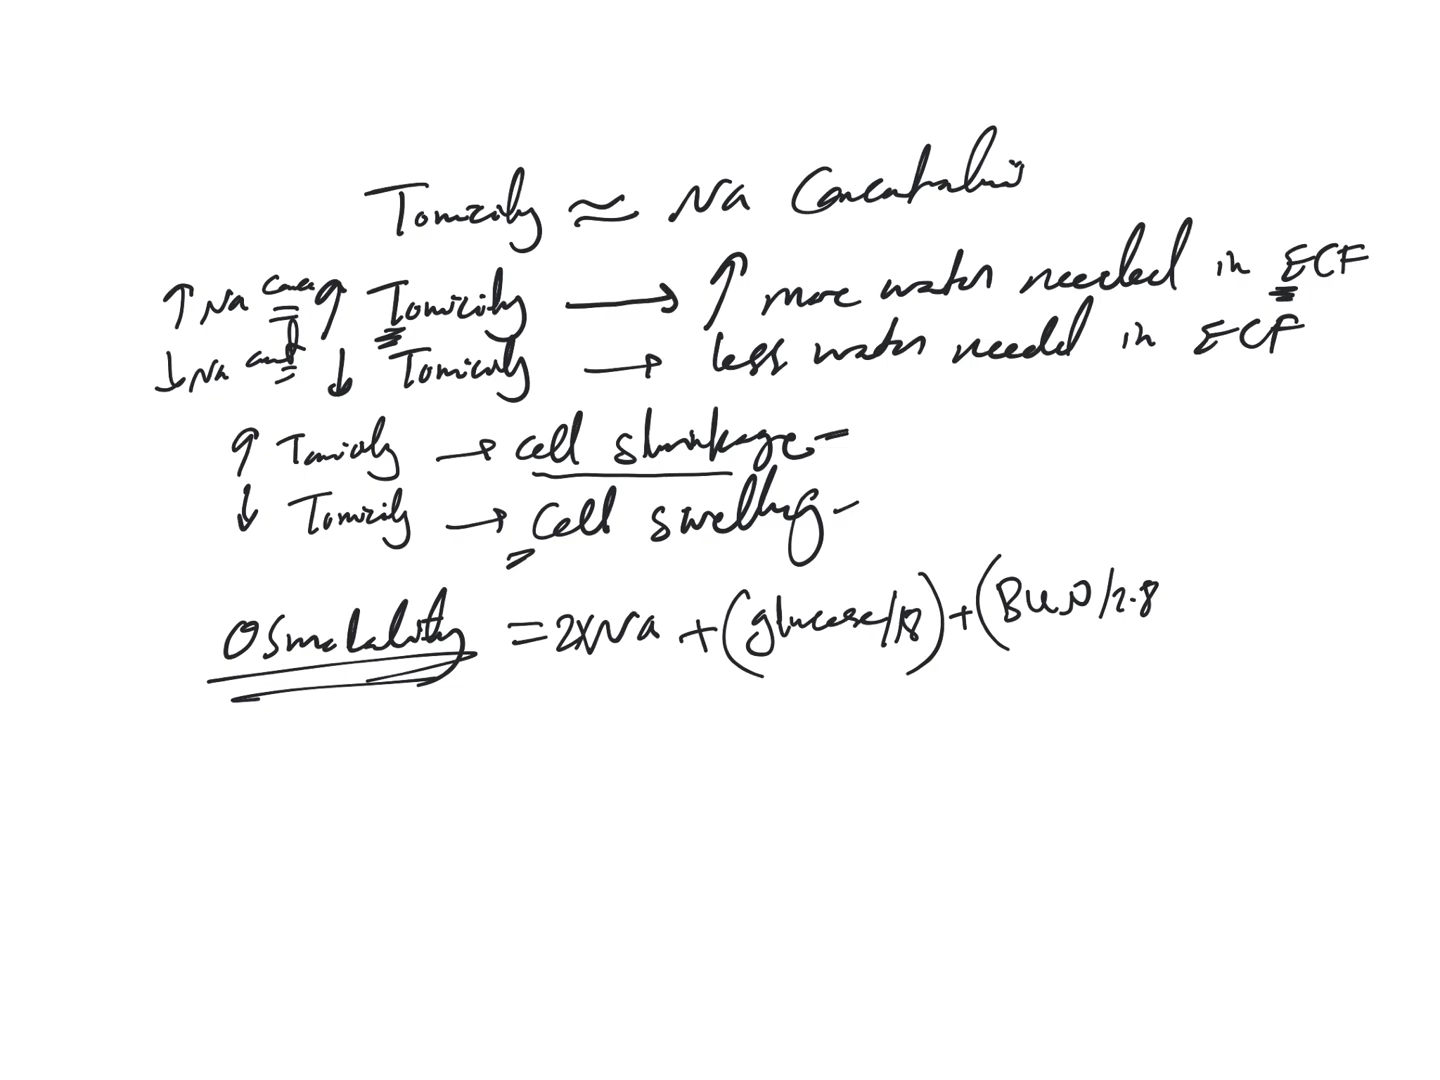 Tonicity ≈ Na Concentration
↑ Na conc = ↑ Tonicity → ↑ more water needed in ECF
↓ Na conc = ↓ Tonicity → less water needed in ECF
↑ Tonicity → cell shrinkage -
↓ Tonicity → cell swelling -
Osmolality = 2xNa + (glucose/18) + (BUN/2.8